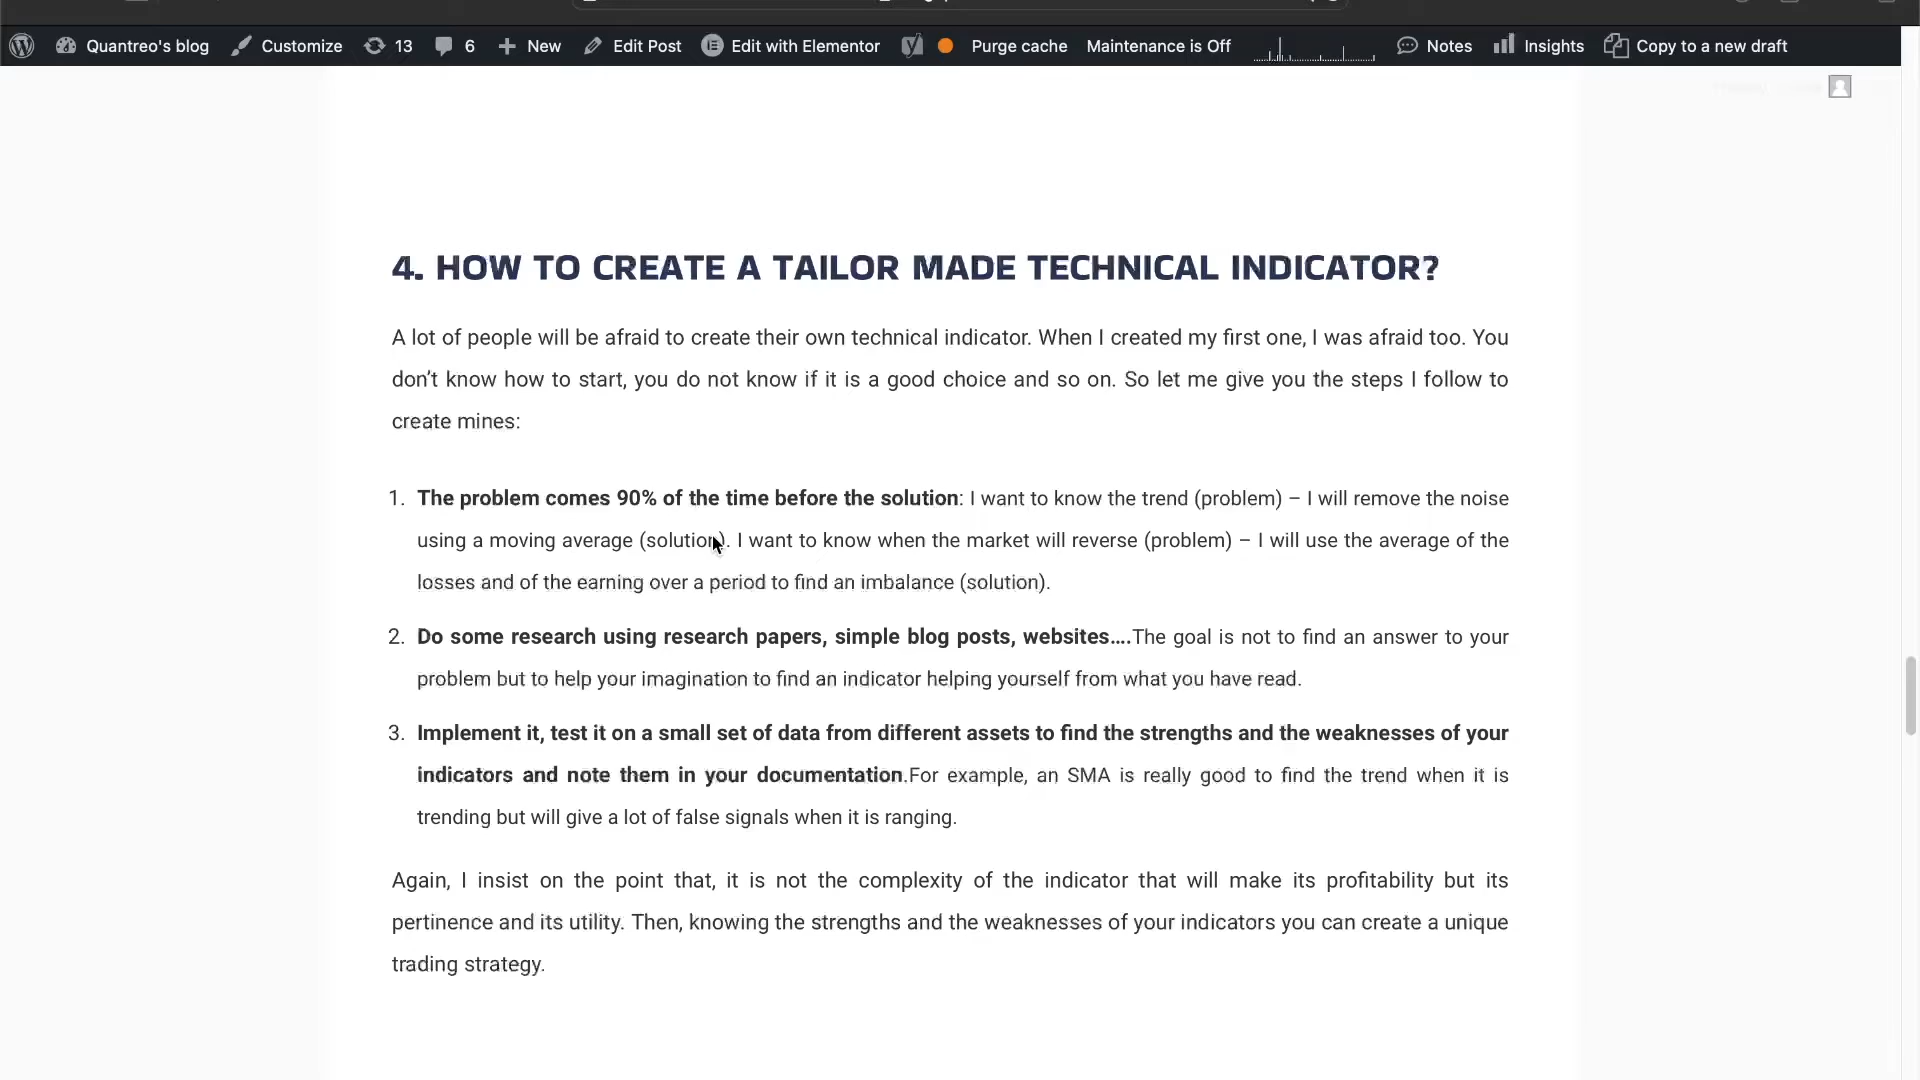 Quantreo's blog Customize 13 6 New Edit Post Edit with Elementor Purge cache Maintenance is Off Notes Insights Copy to a new draft
4. HOW TO CREATE A TAILOR MADE TECHNICAL INDICATOR?
A lot of people will be afraid to create their own technical indicator. When I created my first one, I was afraid too. You
don’t know how to start, you do not know if it is a good choice and so on. So let me give you the steps I follow to
create mines:
1. The problem comes 90% of the time before the solution: I want to know the trend (problem) – I will remove the noise
using a moving average (solution). I want to know when the market will reverse (problem) – I will use the average of the
losses and of the earning over a period to find an imbalance (solution).
2. Do some research using research papers, simple blog posts, websites….The goal is not to find an answer to your
problem but to help your imagination to find an indicator helping yourself from what you have read.
3. Implement it, test it on a small set of data from different assets to find the strengths and the weaknesses of your
indicators and note them in your documentation.For example, an SMA is really good to find the trend when it is
trending but will give a lot of false signals when it is ranging.
Again, I insist on the point that, it is not the complexity of the indicator that will make its profitability but its
pertinence and its utility. Then, knowing the strengths and the weaknesses of your indicators you can create a unique
trading strategy.